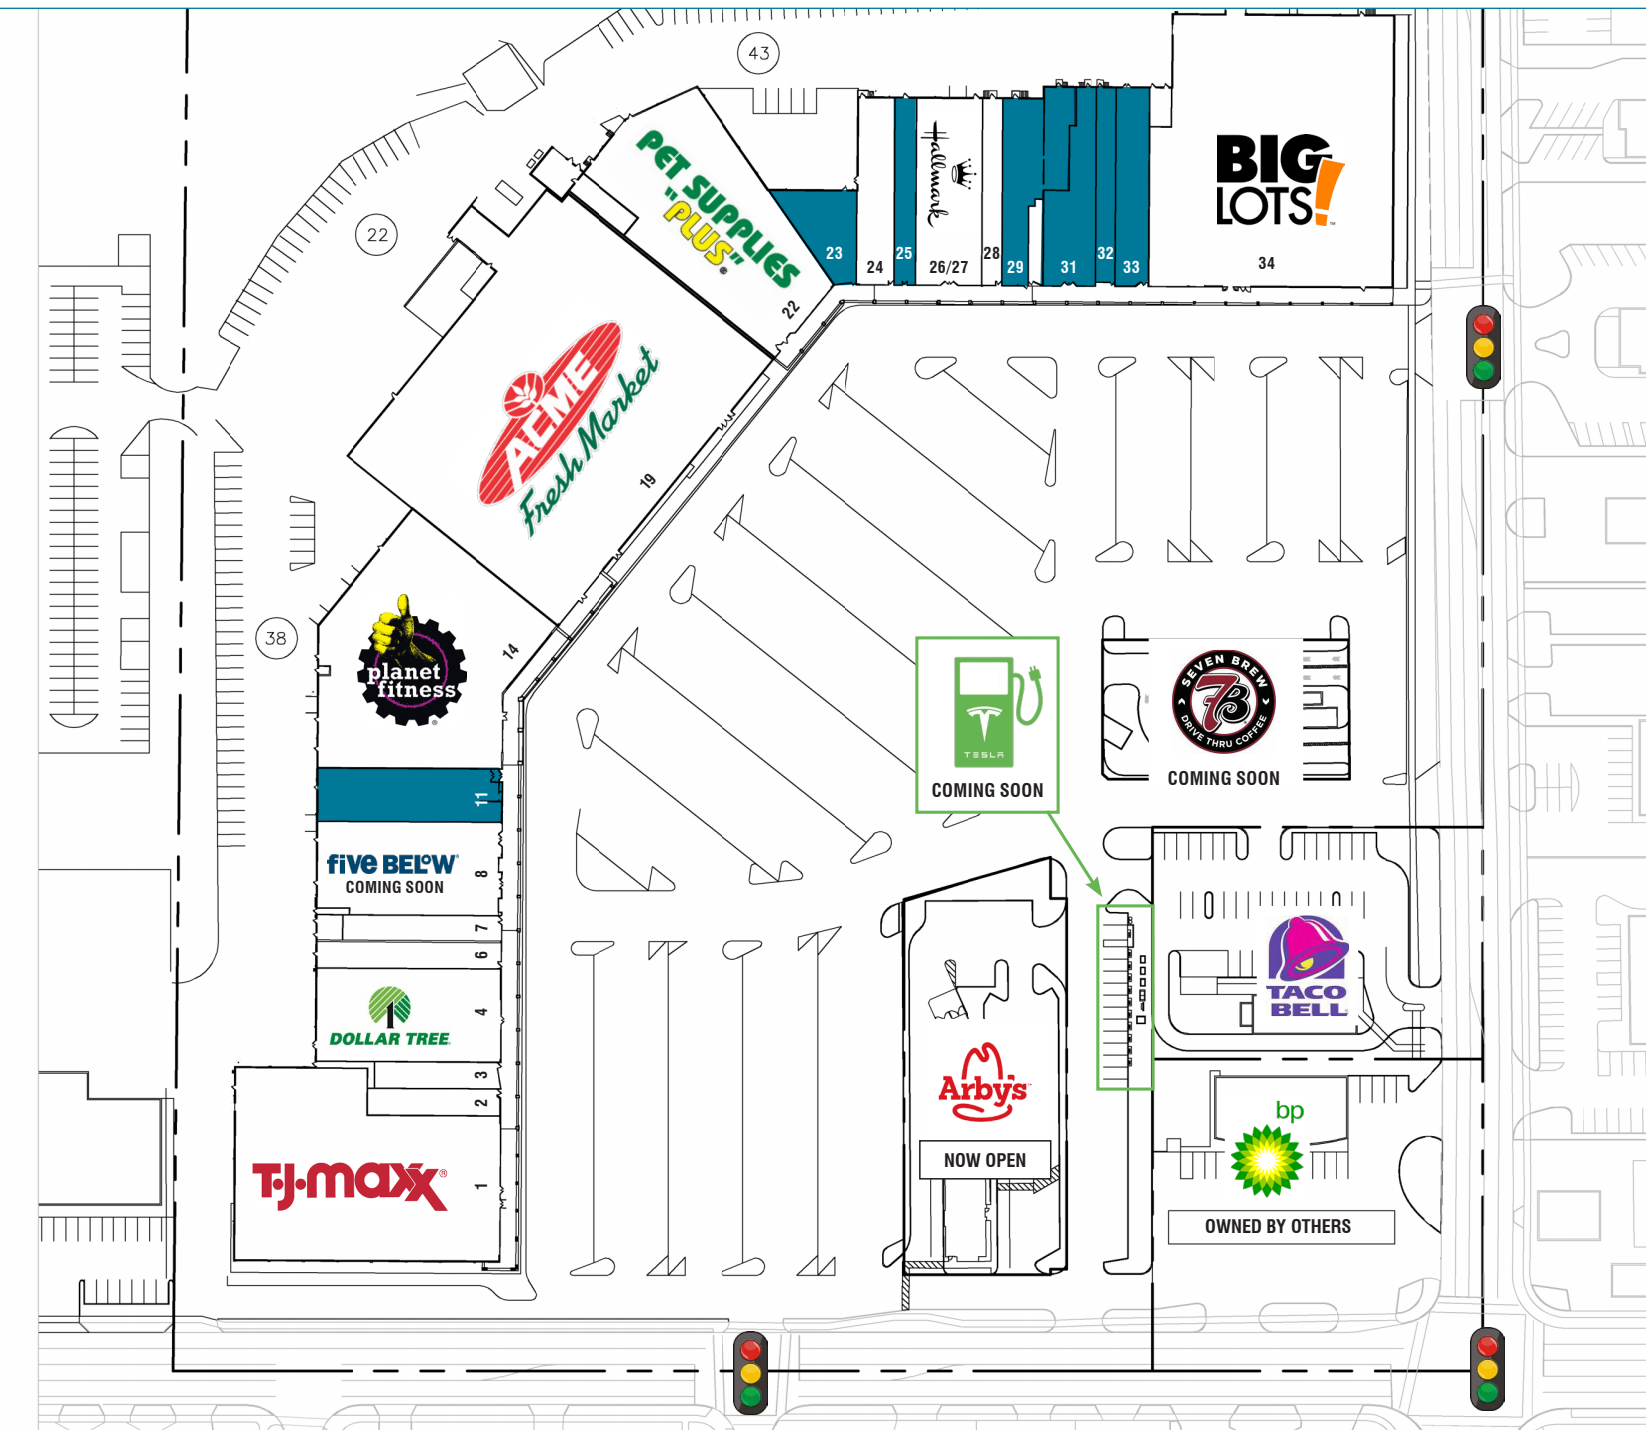 43
22
38
PET SUPPLIES
"PLUS"
22
23
24
25
Hallmark
26/27
28
29
31
32
33
BIG
LOTS!
34
ACME
Fresh Market
19
planet
fitness
14
11
five BEL°W
COMING SOON
8
7
6
DOLLAR TREE
4
3
2
T•J•maxx
1
TESLA
COMING SOON
SEVEN BREW
7B
DRIVE THRU COFFEE
COMING SOON
TACO
BELL
Arby's
NOW OPEN
bp
OWNED BY OTHERS